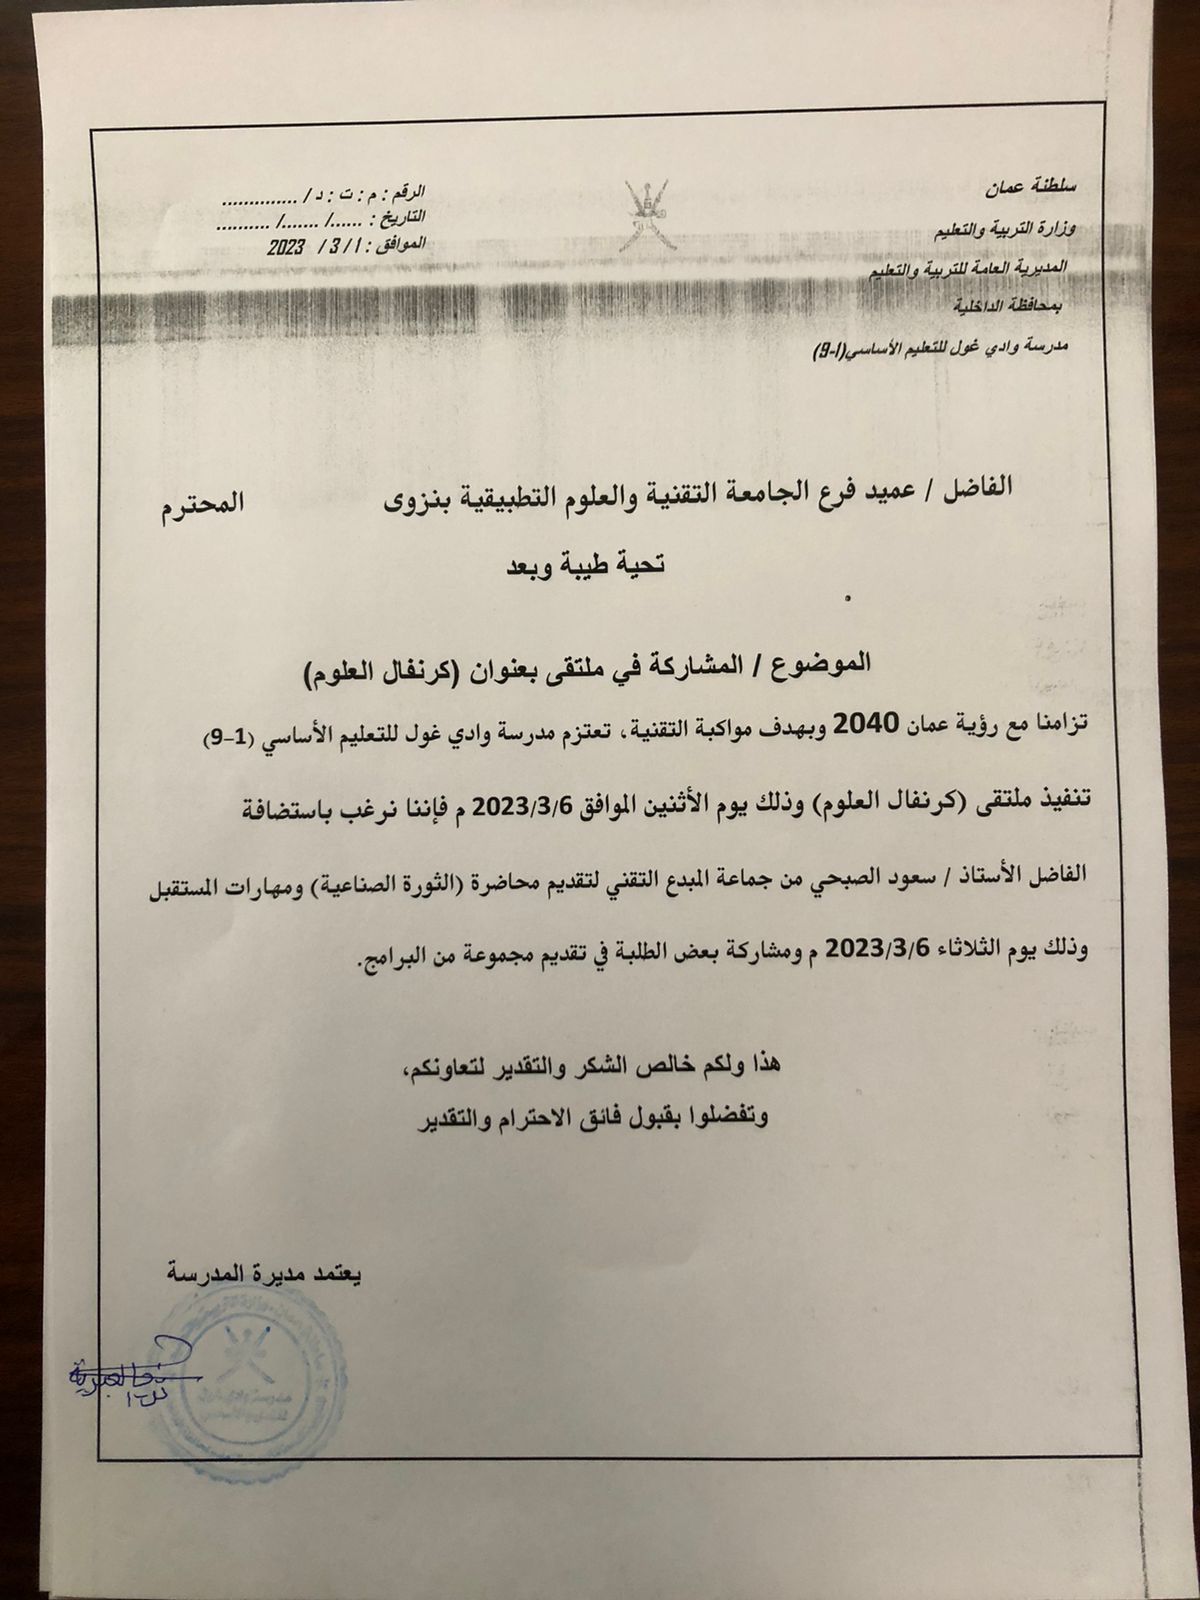 سلطنة عمان
وزارة التربية والتعليم
المديرية العامة للتربية والتعليم
بمحافظة الداخلية
مدرسة وادي غول للتعليم الأساسي(1-9)
الرقم : م : ت : د / ..............
التاريخ : ....../ ......./ ..........
الموافق : 1 / 3 / 2023
الفاضل / عميد فرع الجامعة التقنية والعلوم التطبيقية بنزوى المحترم
تحية طيبة وبعد
الموضوع / المشاركة في ملتقى بعنوان (كرنفال العلوم)
تزامنا مع رؤية عمان 2040 وبهدف مواكبة التقنية، تعتزم مدرسة وادي غول للتعليم الأساسي (1-9)
تنفيذ ملتقى (كرنفال العلوم) وذلك يوم الأثنين الموافق 2023/3/6 م فإننا نرغب باستضافة
الفاضل الأستاذ / سعود الصبحي من جماعة المبدع التقني لتقديم محاضرة (الثورة الصناعية) ومهارات المستقبل
وذلك يوم الثلاثاء 2023/3/6 م ومشاركة بعض الطلبة في تقديم مجموعة من البرامج.
هذا ولكم خالص الشكر والتقدير لتعاونكم،
وتفضلوا بقبول فائق الاحترام والتقدير
يعتمد مديرة المدرسة